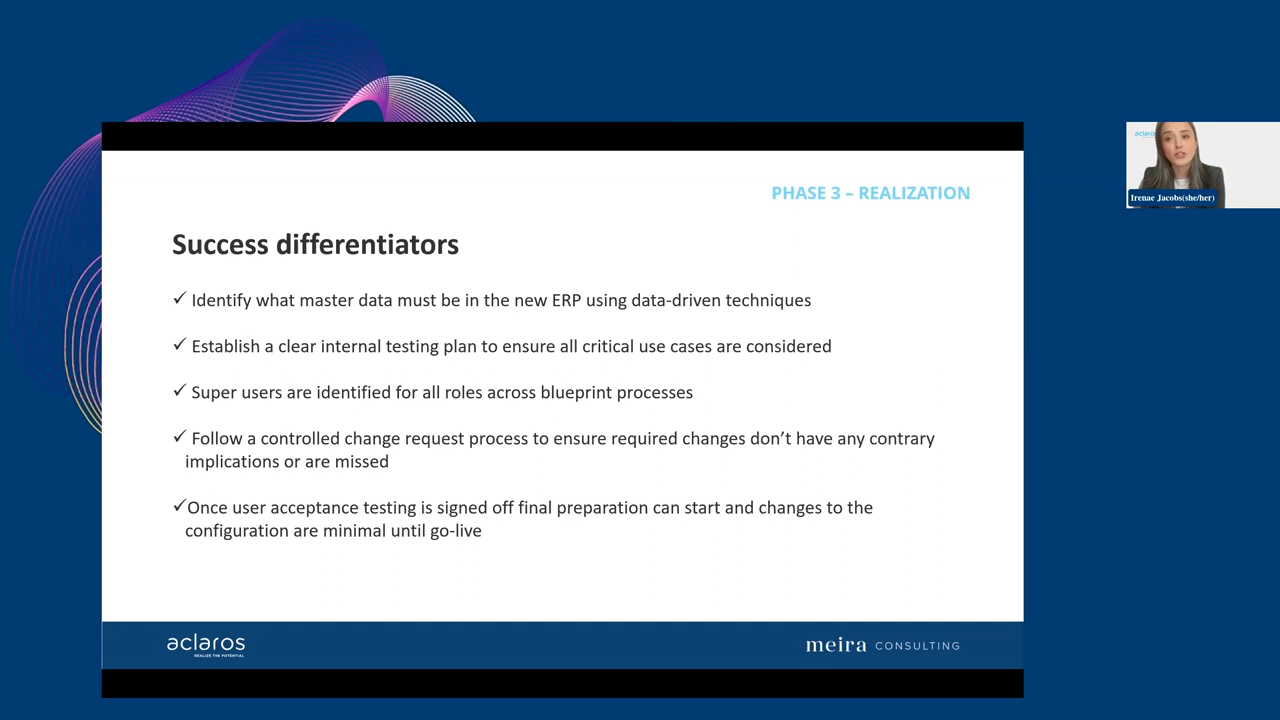 PHASE 3 – REALIZATION
Success differentiators
✓ Identify what master data must be in the new ERP using data-driven techniques
✓ Establish a clear internal testing plan to ensure all critical use cases are considered
✓ Super users are identified for all roles across blueprint processes
✓ Follow a controlled change request process to ensure required changes don’t have any contrary
implications or are missed
✓Once user acceptance testing is signed off final preparation can start and changes to the
configuration are minimal until go-live
aclaros
REALIZE THE POTENTIAL
meira CONSULTING
Irenae Jacobs(she/her)